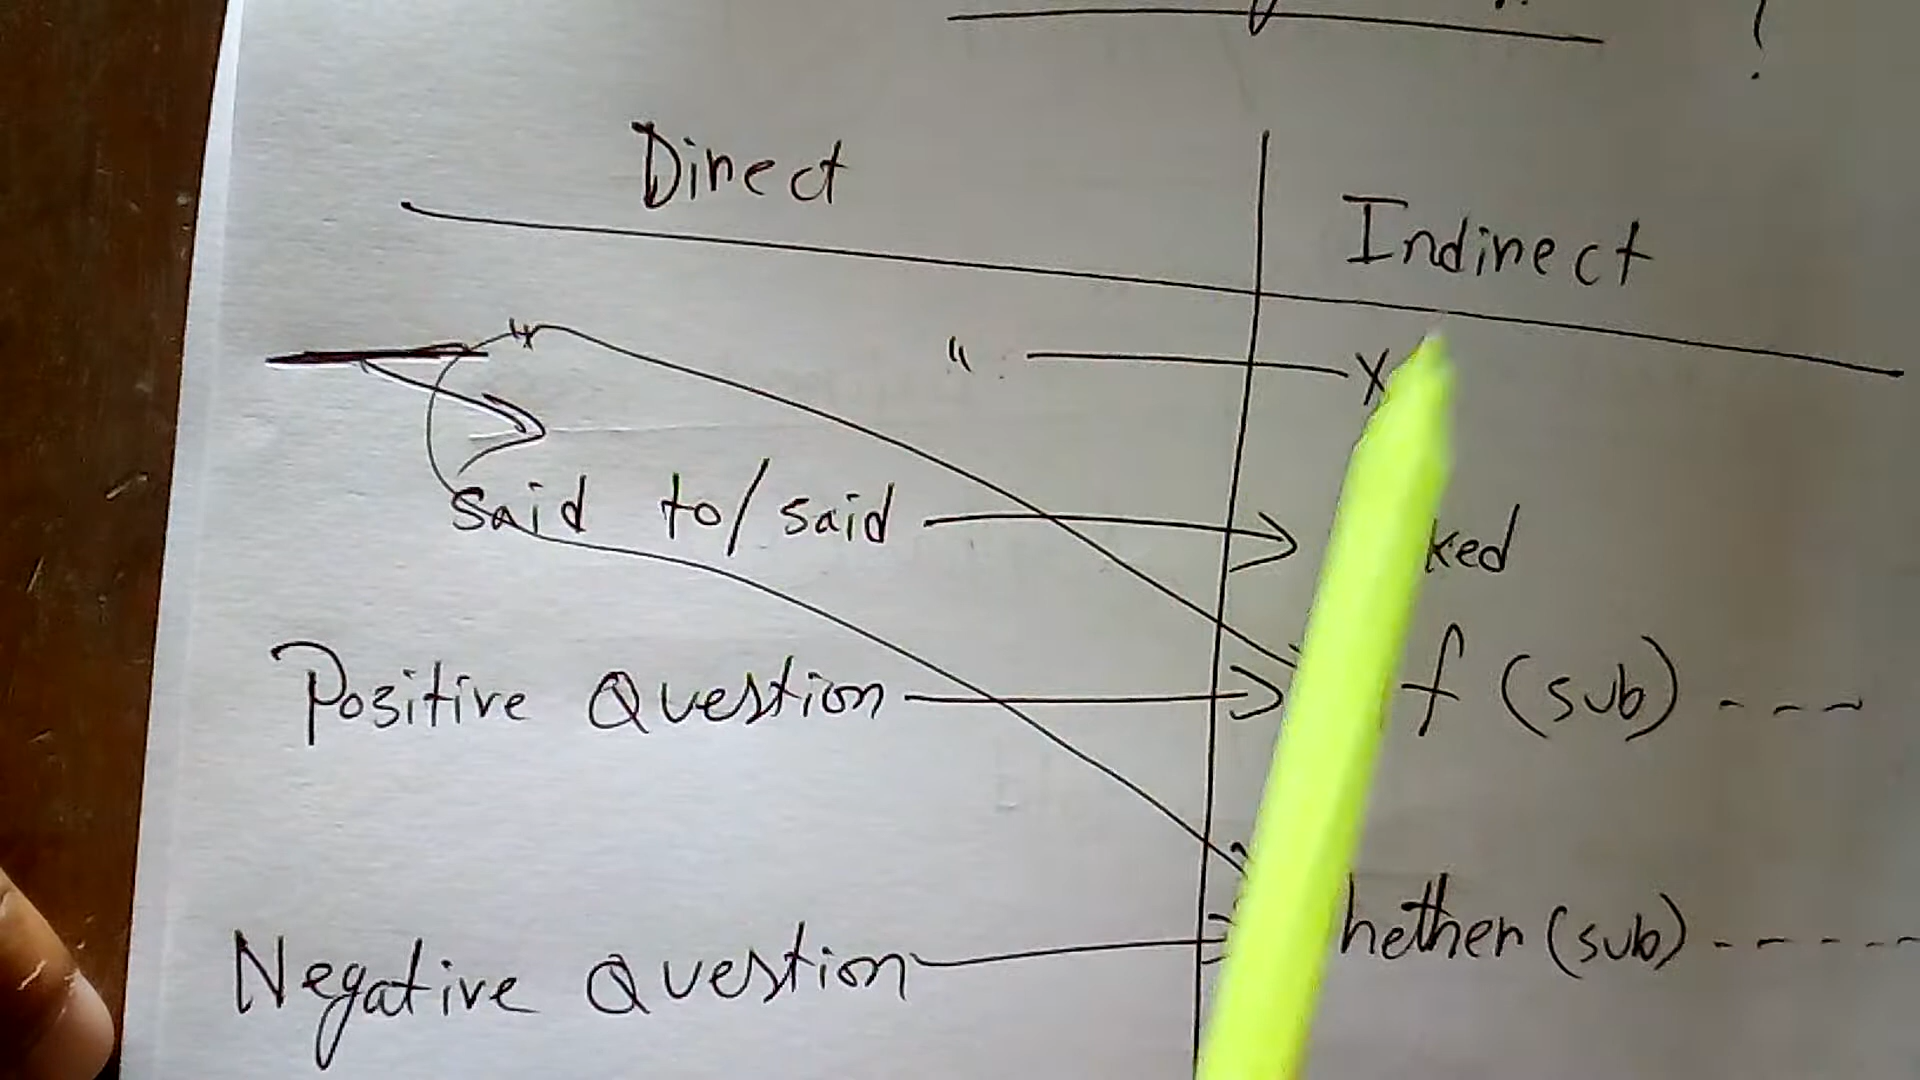 Direct
Indirect
" " x
said to/said ked
Positive Question f (sub) ----
Negative Question hether (sub) -----